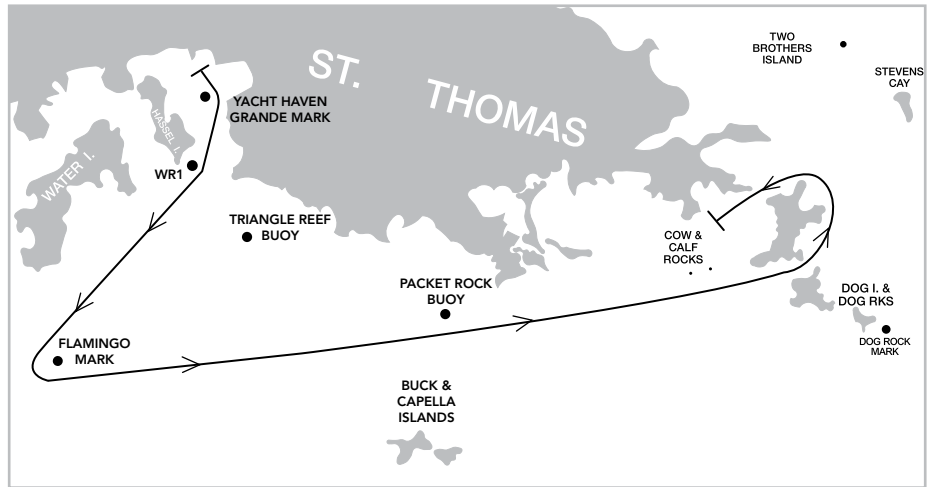 TWO
BROTHERS
ISLAND
STEVENS
CAY
ST. THOMAS
YACHT HAVEN
GRANDE MARK
HASSEL I.
WATER I.
WR1
TRIANGLE REEF
BUOY
COW &
CALF
ROCKS
PACKET ROCK
BUOY
DOG I. &
DOG RKS
DOG ROCK
MARK
FLAMINGO
MARK
BUCK &
CAPELLA
ISLANDS